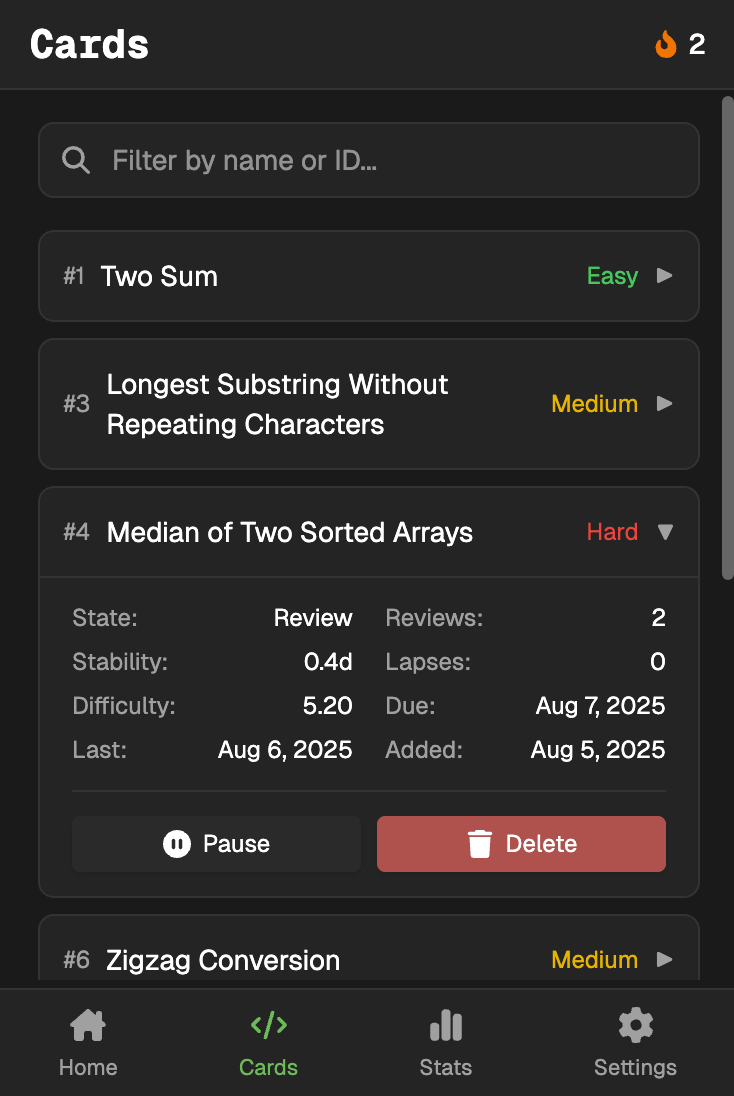 Cards 2
Filter by name or ID...
#1 Two Sum Easy
#3 Longest Substring Without Repeating Characters Medium
#4 Median of Two Sorted Arrays Hard
State: Review Reviews: 2
Stability: 0.4d Lapses: 0
Difficulty: 5.20 Due: Aug 7, 2025
Last: Aug 6, 2025 Added: Aug 5, 2025
Pause Delete
#6 Zigzag Conversion Medium
Home Cards Stats Settings